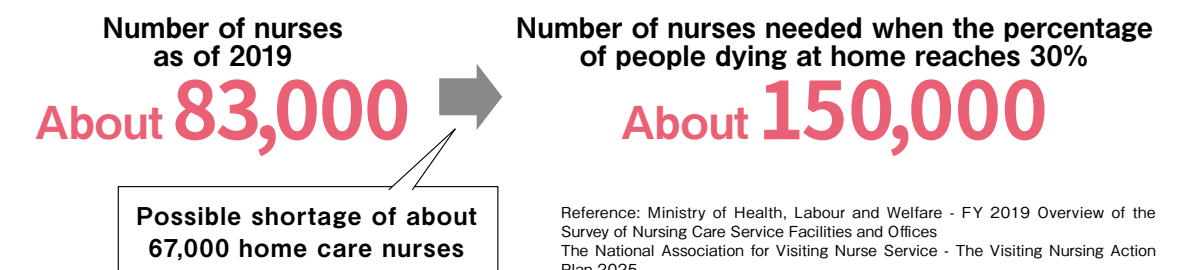 Number of nurses
as of 2019
About 83,000
Number of nurses needed when the percentage
of people dying at home reaches 30%
About 150,000
Possible shortage of about
67,000 home care nurses
Reference: Ministry of Health, Labour and Welfare - FY 2019 Overview of the
Survey of Nursing Care Service Facilities and Offices
The National Association for Visiting Nurse Service - The Visiting Nursing Action
Plan 2025